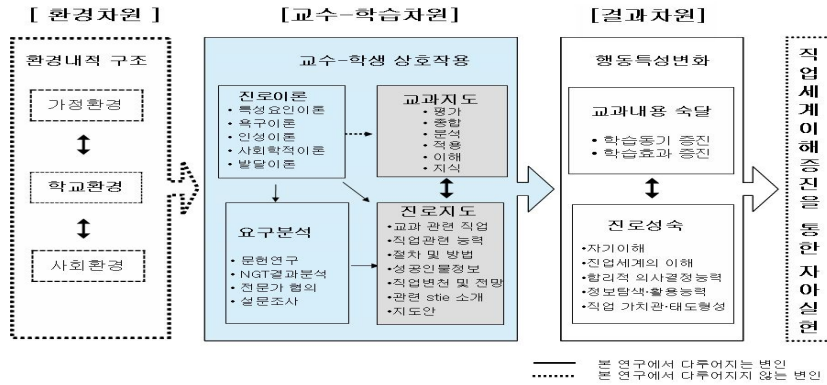 [ 환경차원 ]
[교수-학습차원]
[결과차원]
환경내적 구조
가정환경
학교환경
사회환경
교수-학생 상호작용
진로이론
• 특성요인이론
• 욕구이론
• 인성이론
• 사회학적이론
• 발달이론
교과지도
• 평가
• 종합
• 분석
• 적용
• 이해
• 지식
요구분석
• 문헌연구
• NGT결과분석
• 전문가 협의
• 설문조사
진로지도
•교과 관련 직업
•직업관련 능력
•절차 및 방법
•성공인물정보
•직업변천 및 전망
•관련 stie 소개
•지도안
행동특성변화
교과내용 숙달
• 학습동기 증진
• 학습효과 증진
진로성숙
•자기이해
•진업세계의 이해
•합리적 의사결정능력
•정보탐색·활용능력
•직업 가치관·태도형성
직업세계이해증진을 통한 자아실현
본 연구에서 다루어지는 변인
본 연구에서 다루어지지 않는 변인